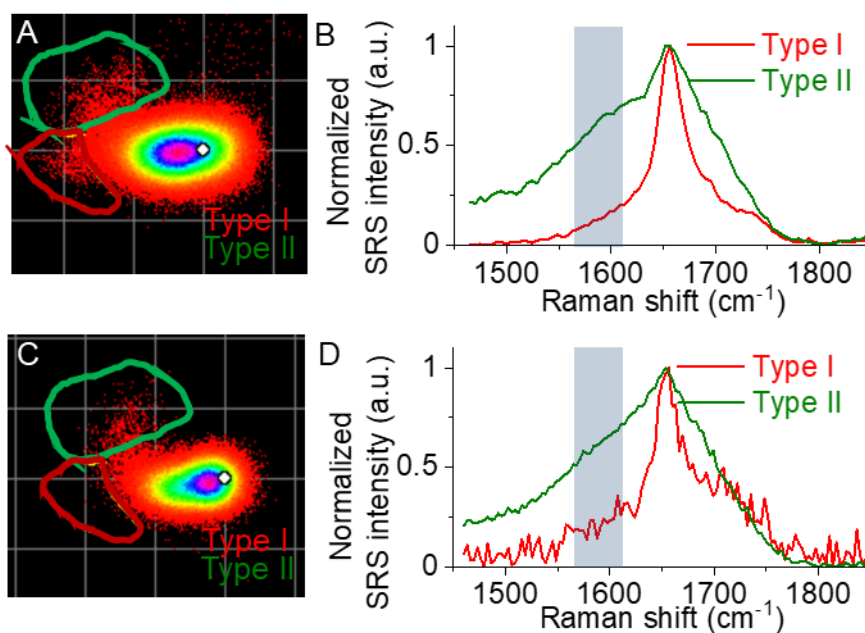 A
Type I
Type II
B
Normalized
SRS intensity (a.u.)
1
0.5
0
Type I
Type II
1500
1600
1700
1800
Raman shift (cm⁻¹)
C
Type I
Type II
D
Normalized
SRS intensity (a.u.)
1
0.5
0
Type I
Type II
1500
1600
1700
1800
Raman shift (cm⁻¹)